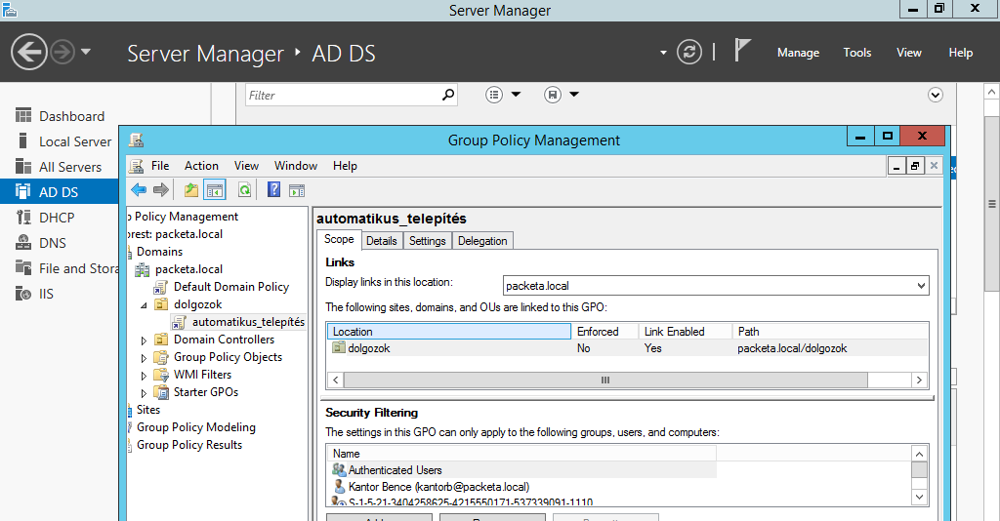 Server Manager
Server Manager ‣ AD DS
Manage Tools View Help
Filter
Dashboard
Local Server
All Servers
AD DS
DHCP
DNS
File and Stora
IIS
Group Policy Management
File Action View Window Help
p Policy Management
orest: packeta.local
Domains
packeta.local
Default Domain Policy
dolgozok
automatikus_telepítés
Domain Controllers
Group Policy Objects
WMI Filters
Starter GPOs
Sites
Group Policy Modeling
Group Policy Results
automatikus_telepítés
Scope Details Settings Delegation
Links
Display links in this location: packeta.local
The following sites, domains, and OUs are linked to this GPO:
Location Enforced Link Enabled Path
dolgozok No Yes packeta.local/dolgozok
Security Filtering
The settings in this GPO can only apply to the following groups, users, and computers:
Name
Authenticated Users
Kantor Bence (kantorb@packeta.local)
S-1-5-21-3404258625-4215550171-537339091-1110